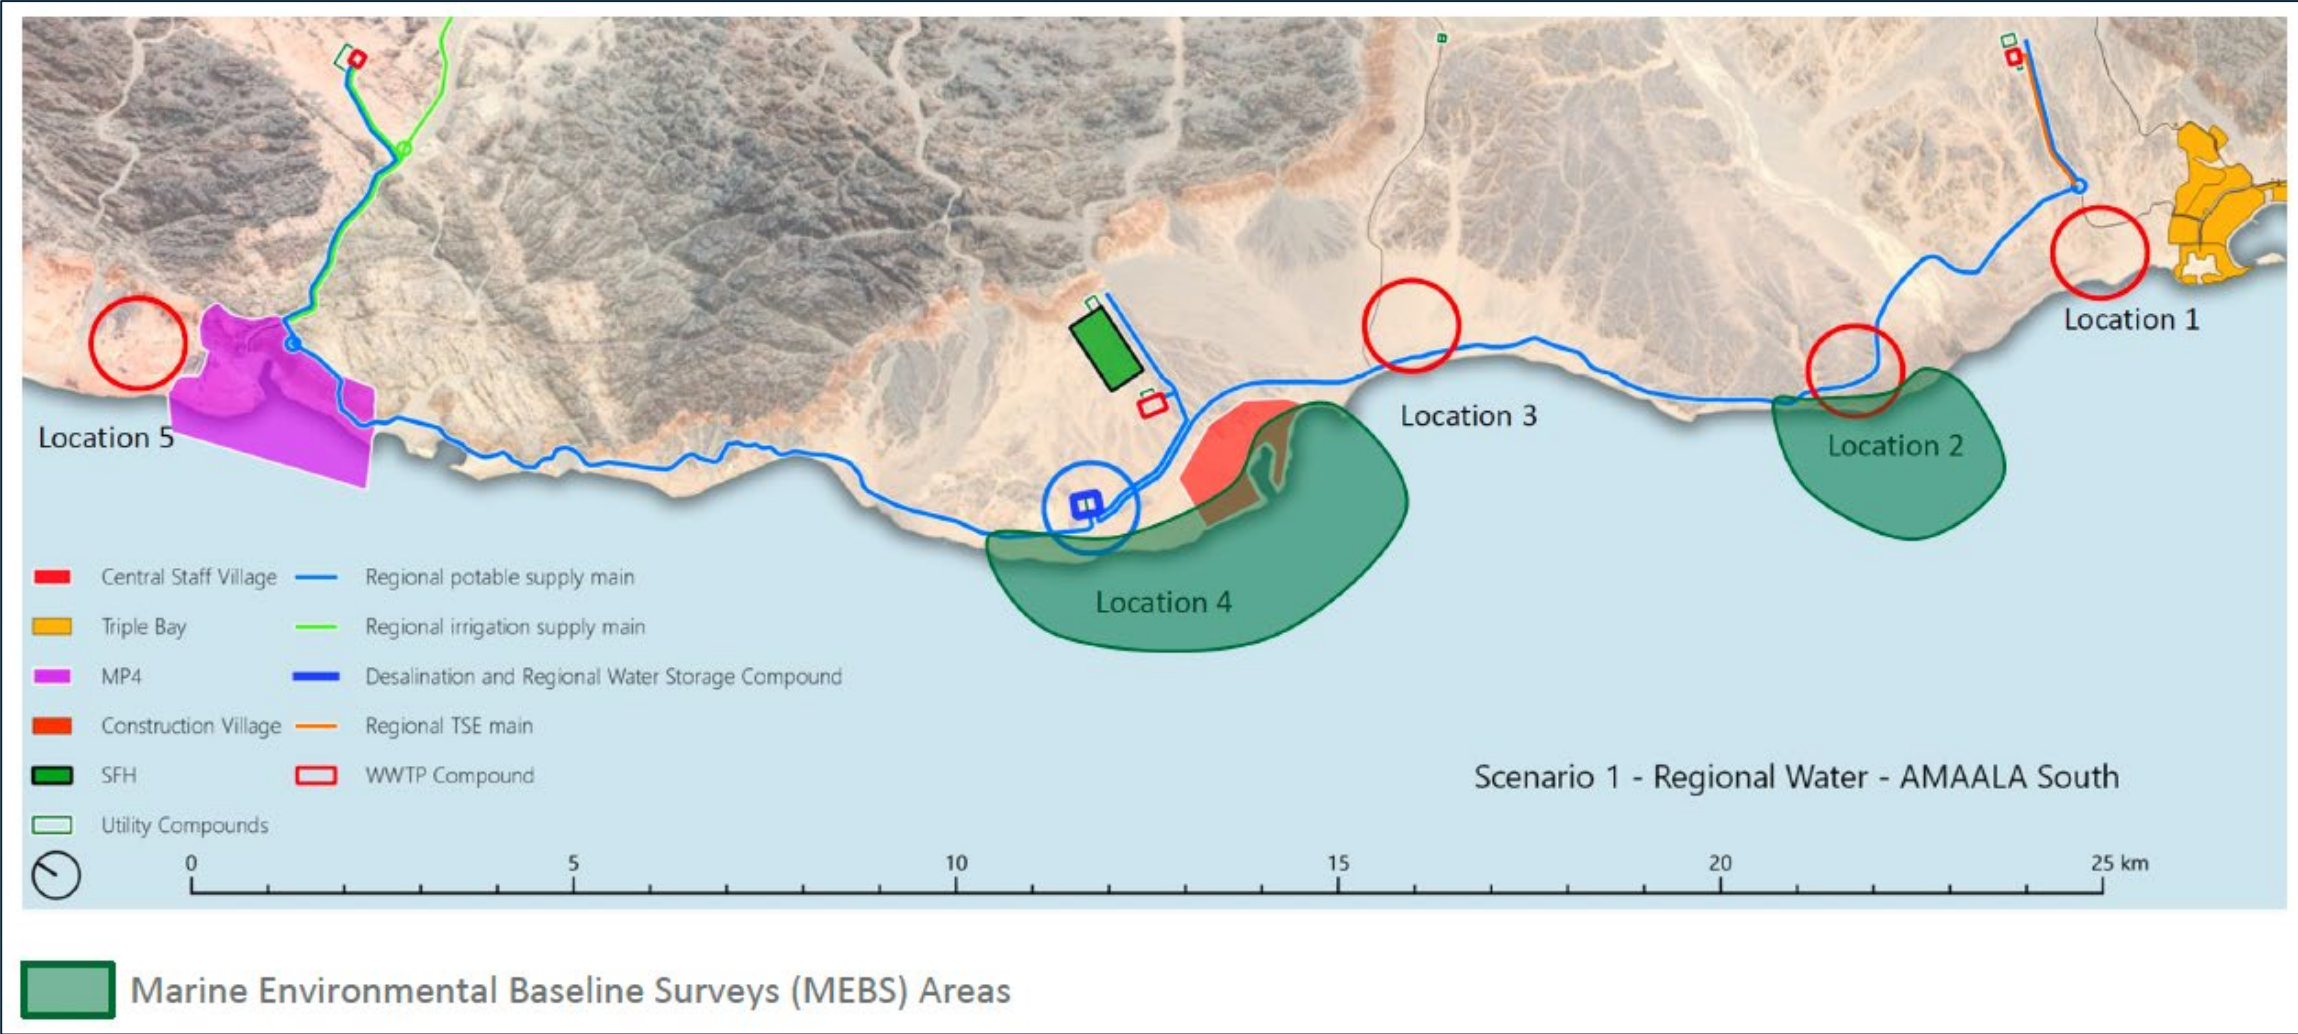 Location 1
Location 2
Location 3
Location 4
Location 5
Central Staff Village
Triple Bay
MP4
Construction Village
SFH
Utility Compounds
Regional potable supply main
Regional irrigation supply main
Desalination and Regional Water Storage Compound
Regional TSE main
WWTP Compound
Scenario 1 - Regional Water - AMAALA South
0 5 10 15 20 25 km
Marine Environmental Baseline Surveys (MEBS) Areas